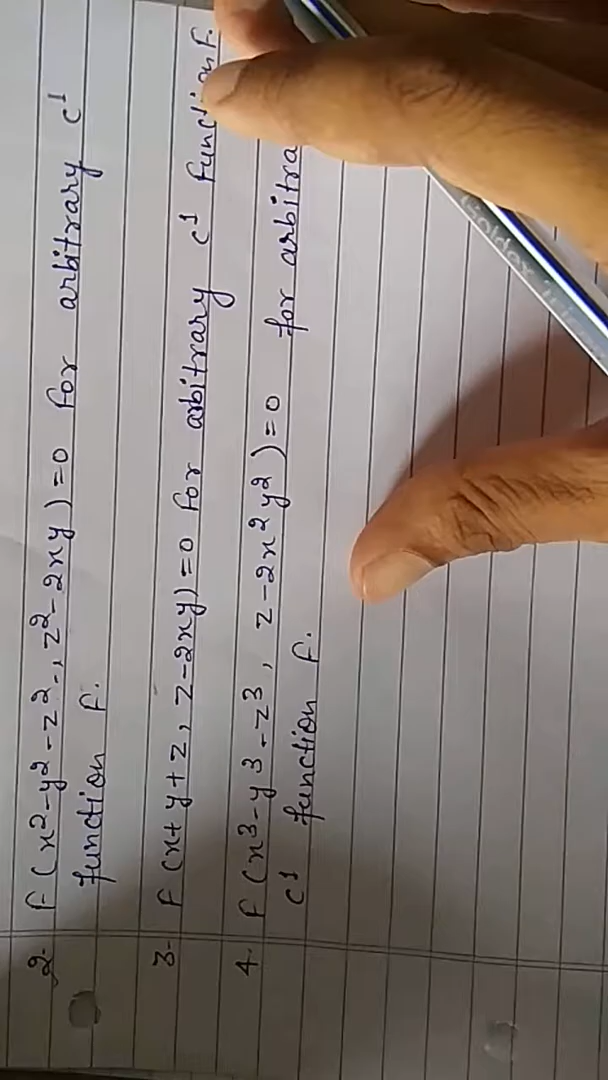 2. F(x²-y²-z²-, z²-2xy)=0 for arbitrary c¹
function F.
3- F(x+y+z, z-2xy)=0 for arbitrary c¹ function F.
4. F(x³-y³-z³, z-2x²y²)=0 for arbitra
c¹ function F.
Goldex